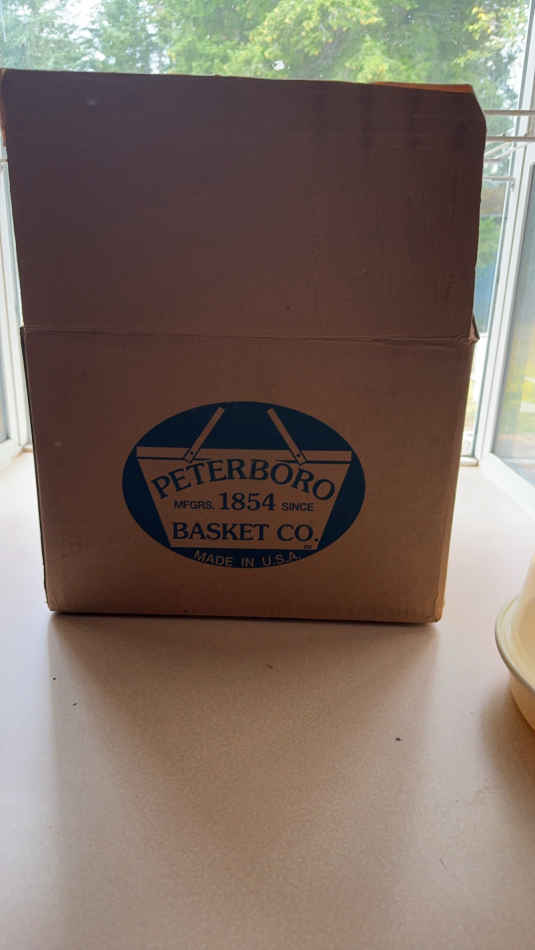 PETERBORO
MFGRS. 1854 SINCE
BASKET CO.
MADE IN U.S.A.